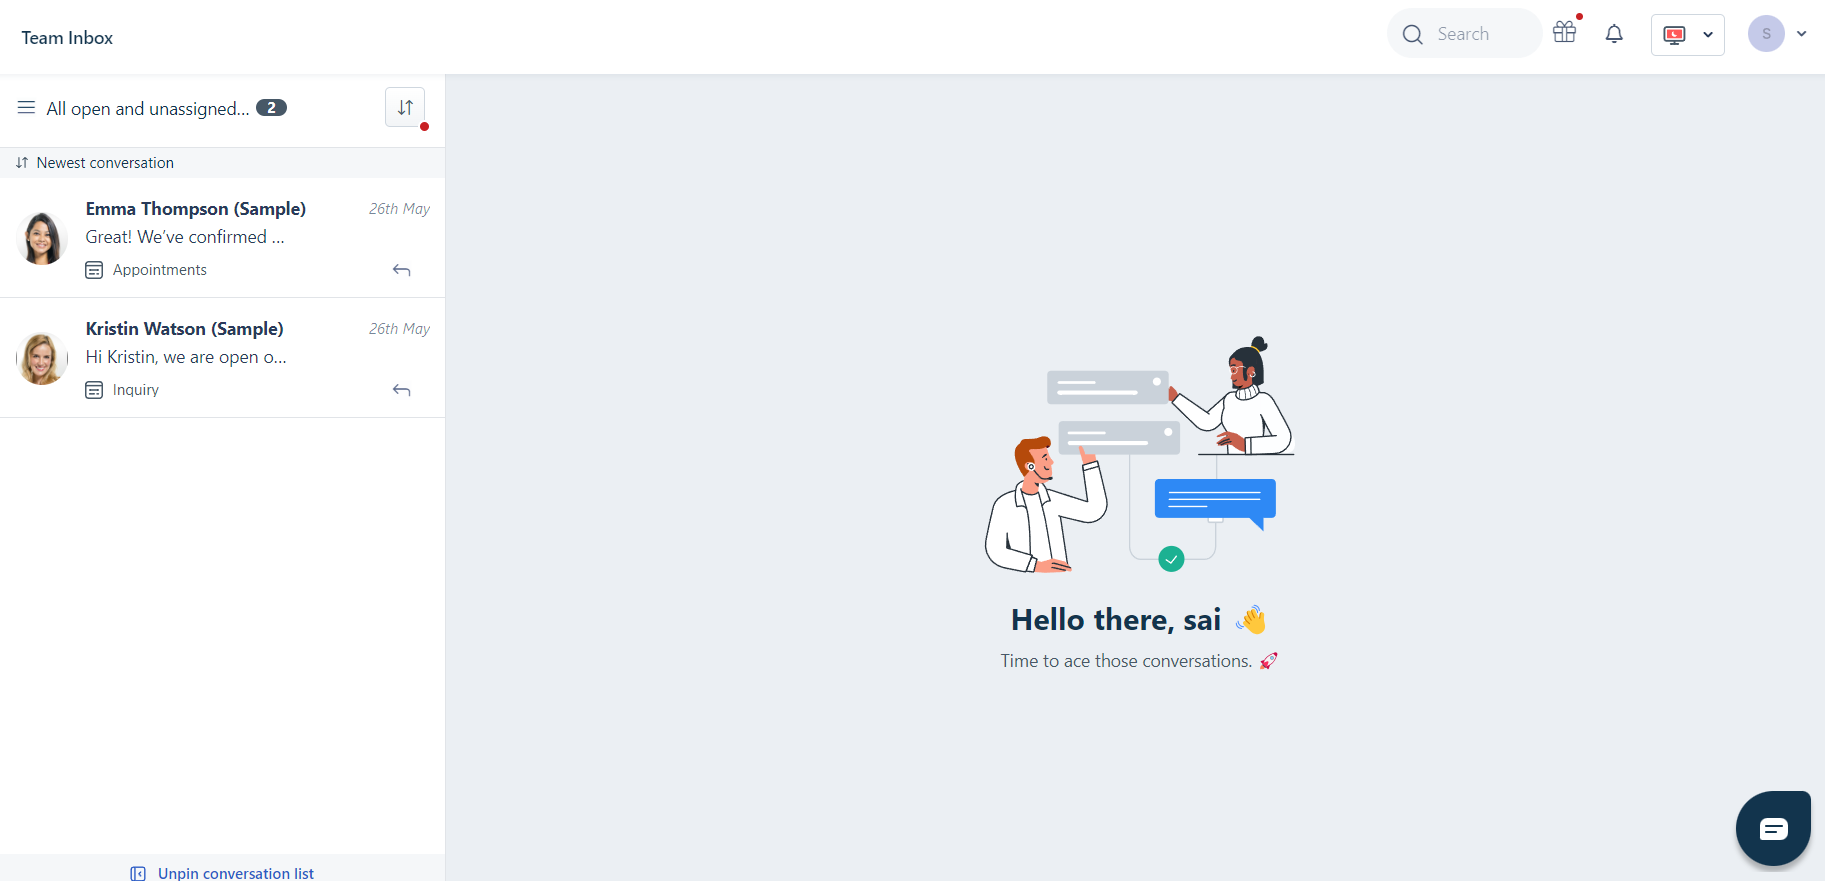 Team Inbox
Search
S
All open and unassigned... 2
Newest conversation
Emma Thompson (Sample) 26th May
Great! We've confirmed ...
Appointments
Kristin Watson (Sample) 26th May
Hi Kristin, we are open o...
Inquiry
Hello there, sai 👋
Time to ace those conversations. 🚀
Unpin conversation list